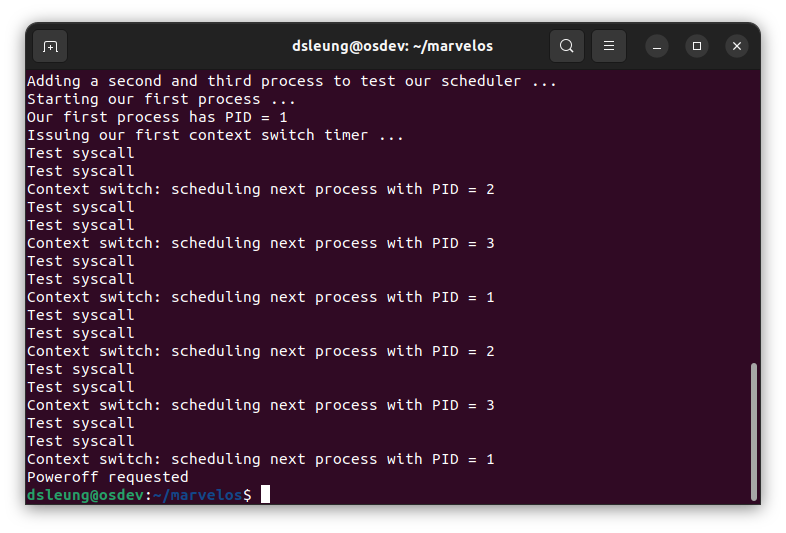 dsleung@osdev: ~/marvelos
Adding a second and third process to test our scheduler ...
Starting our first process ...
Our first process has PID = 1
Issuing our first context switch timer ...
Test syscall
Test syscall
Context switch: scheduling next process with PID = 2
Test syscall
Test syscall
Context switch: scheduling next process with PID = 3
Test syscall
Test syscall
Context switch: scheduling next process with PID = 1
Test syscall
Test syscall
Context switch: scheduling next process with PID = 2
Test syscall
Test syscall
Context switch: scheduling next process with PID = 3
Test syscall
Test syscall
Context switch: scheduling next process with PID = 1
Poweroff requested
dsleung@osdev:~/marvelos$